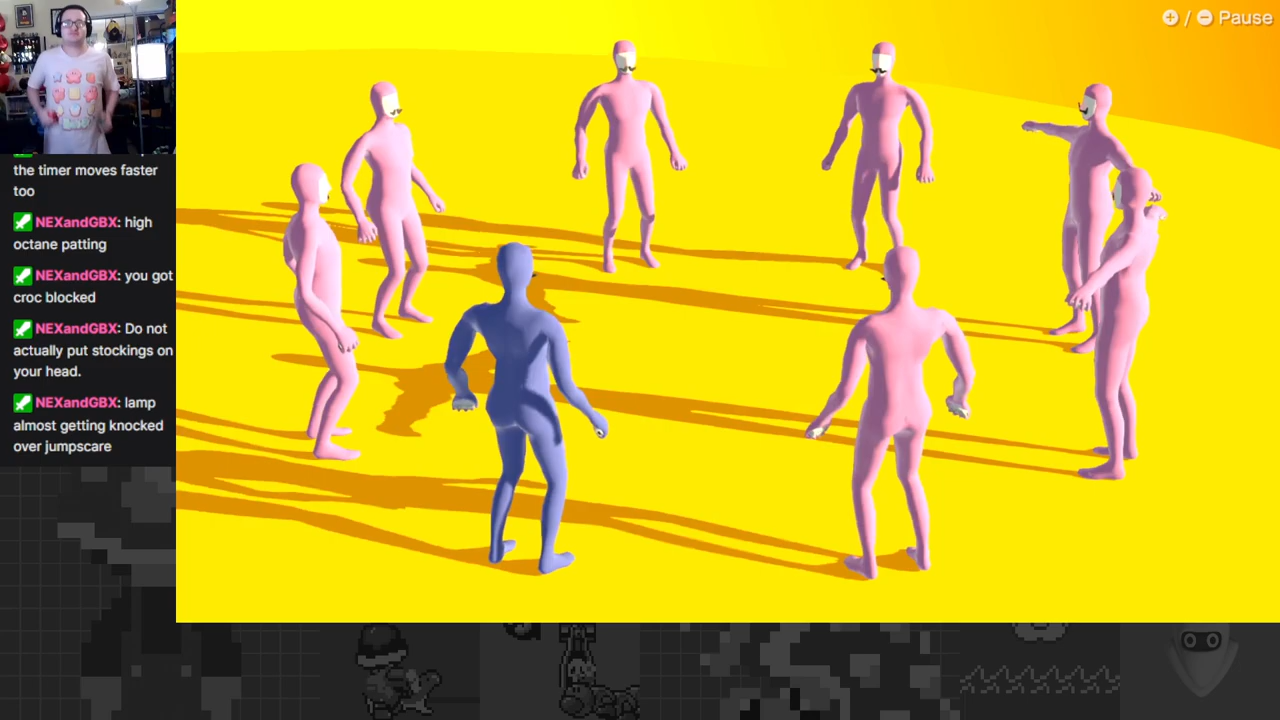 + / - Pause
the timer moves faster
too
NEXandGBX: high
octane patting
NEXandGBX: you got
croc blocked
NEXandGBX: Do not
actually put stockings on
your head.
NEXandGBX: lamp
almost getting knocked
over jumpscare